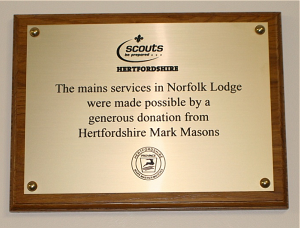 scouts
be prepared . . .
HERTFORDSHIRE
The mains services in Norfolk Lodge
were made possible by a
generous donation from
Hertfordshire Mark Masons
HERTFORDSHIRE